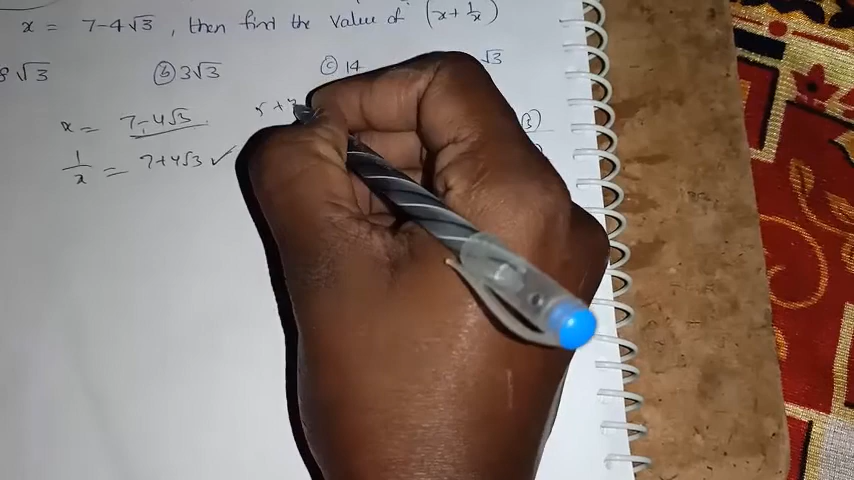 x = 7-4√3, then find the value of (x+1/x)
8√3 (b) 3√3 (c) 14 √3
x = 7-4√3
1/x = 7+4√3 ✓